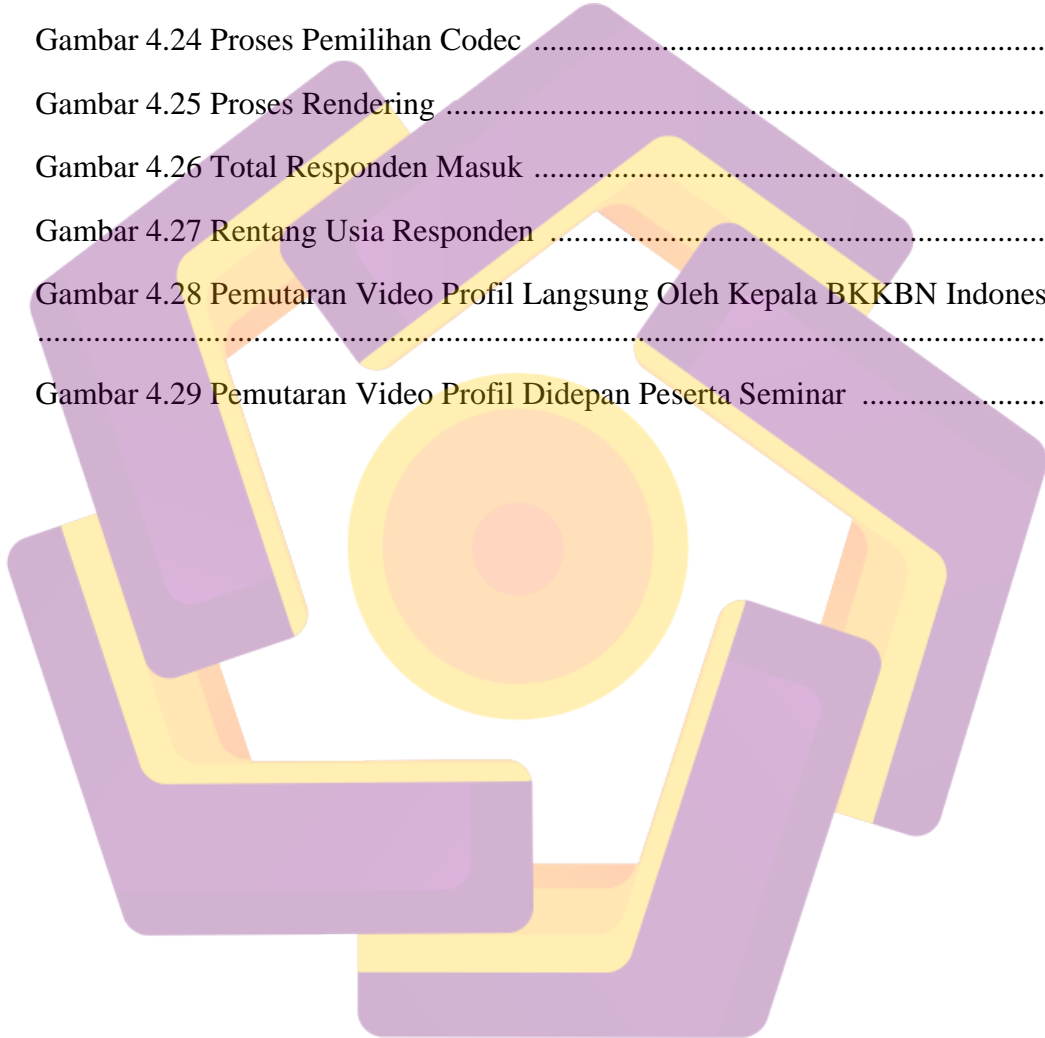 Gambar 4.24 Proses Pemilihan Codec ......................................................
Gambar 4.25 Proses Rendering ................................................................
Gambar 4.26 Total Responden Masuk ......................................................
Gambar 4.27 Rentang Usia Responden ....................................................
Gambar 4.28 Pemutaran Video Profil Langsung Oleh Kepala BKKBN Indones
...........................................................................................................
Gambar 4.29 Pemutaran Video Profil Didepan Peserta Seminar ...................